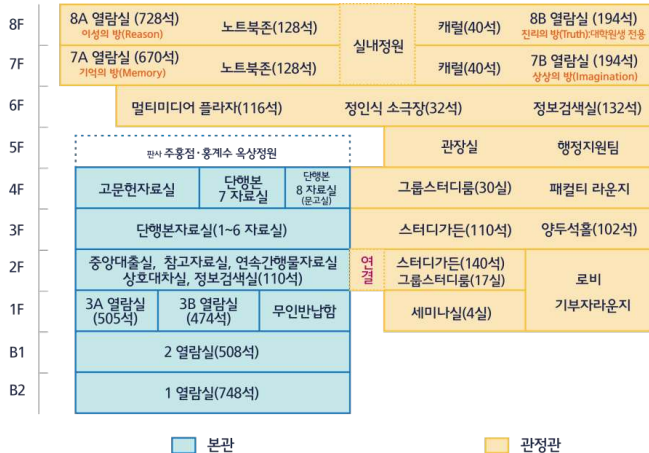 8F
8A 열람실 (728석)
이성의 방(Reason)
노트북존(128석)
실내정원
캐럴(40석)
8B 열람실 (194석)
진리의 방(Truth):대학원생 전용
7F
7A 열람실 (670석)
기억의 방(Memory)
노트북존(128석)
캐럴(40석)
7B 열람실 (194석)
상상의 방(Imagination)
6F
멀티미디어 플라자(116석)
정인식 소극장(32석)
정보검색실(132석)
5F
판사 주흥점·홍계수 옥상정원
관장실
행정지원팀
4F
고문헌자료실
단행본
7 자료실
단행본
8 자료실
(문고실)
그룹스터디룸(30실)
패컬티 라운지
3F
단행본자료실(1~6 자료실)
스터디가든(110석)
양두석홀(102석)
2F
중앙대출실, 참고자료실, 연속간행물자료실
상호대차실, 정보검색실(110석)
연결
스터디가든(140석)
그룹스터디룸(17실)
로비
기부자라운지
1F
3A 열람실
(505석)
3B 열람실
(474석)
무인반납함
세미나실(4실)
B1
2 열람실(508석)
B2
1 열람실(748석)
본관
관정관